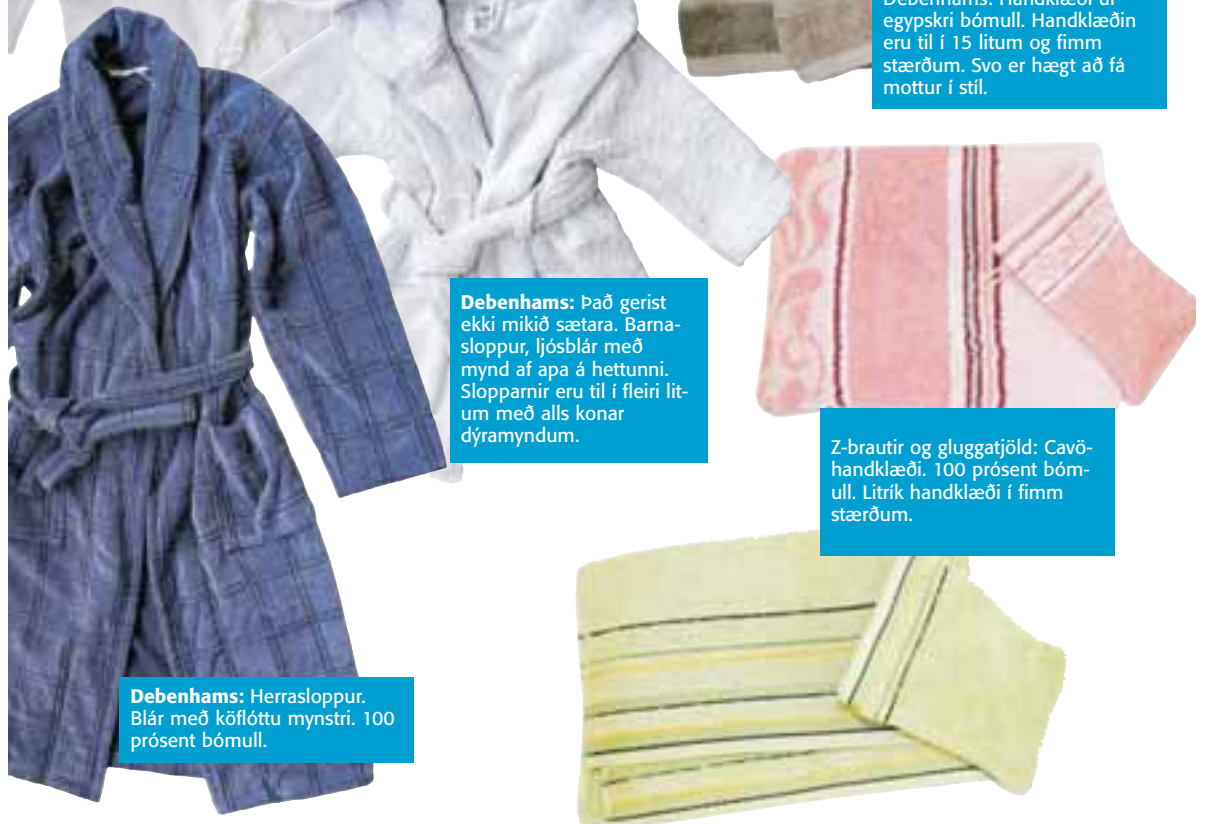 Debenhams: Handklæði úr
egypskri bómull. Handklæðin
eru til í 15 litum og fimm
stærðum. Svo er hægt að fá
mottur í stíl.
Debenhams: Það gerist
ekki mikið sætara. Barna-
sloppur, ljósblár með
mynd af apa á hettunni.
Slopparnir eru til í fleiri lit-
um með alls konar
dýramyndum.
Z-brautir og gluggatjöld: Cavö-
handklæði. 100 prósent bóm-
ull. Litrík handklæði í fimm
stærðum.
Debenhams: Herrasloppur.
Blár með köflóttu mynstri. 100
prósent bómull.